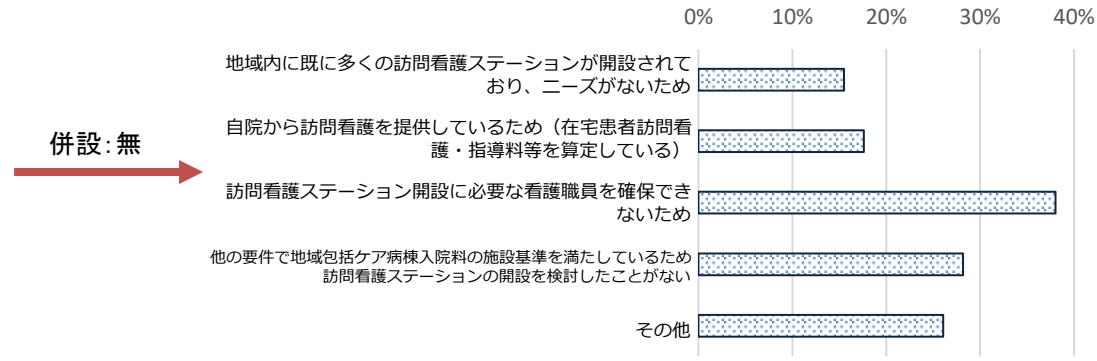 0% 10% 20% 30% 40%
地域内に既に多くの訪問看護ステーションが開設されて
おり、ニーズがないため
併設：無
自院から訪問看護を提供しているため（在宅患者訪問看
護・指導料等を算定している）
訪問看護ステーション開設に必要な看護職員を確保でき
ないため
他の要件で地域包括ケア病棟入院料の施設基準を満たしているため
訪問看護ステーションの開設を検討したことがない
その他